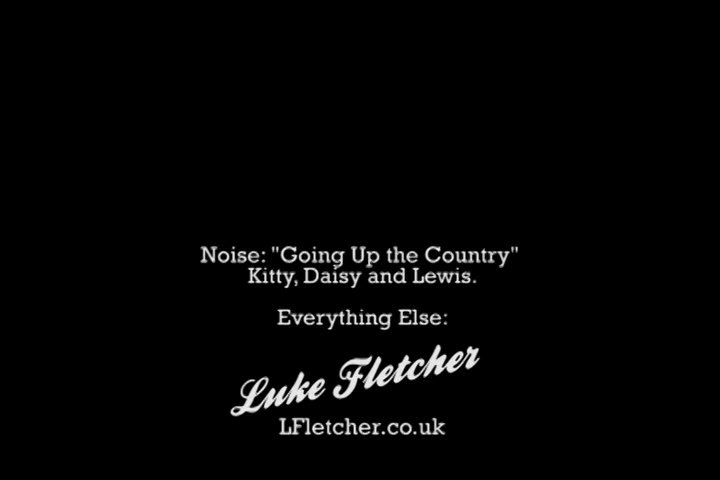 Noise: "Going Up the Country"
Kitty, Daisy and Lewis.
Everything Else:
Luke Fletcher
LFletcher.co.uk